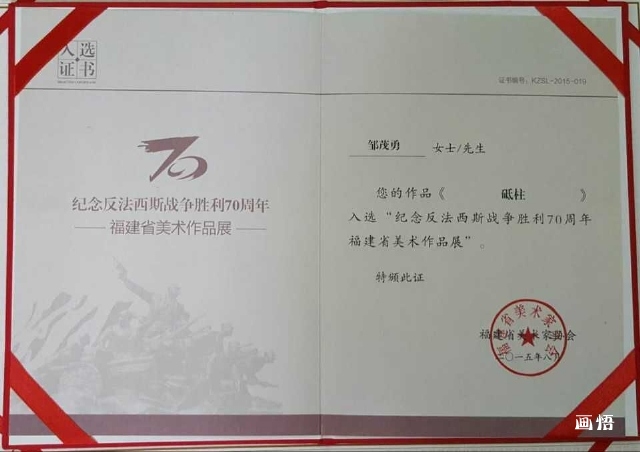 入选
证书
70
纪念反法西斯战争胜利70周年
福建省美术作品展
证书编号：KZSL-2015-019
邹茂勇 女士/先生
您的作品《 砥柱 》
入选“纪念反法西斯战争胜利70周年
福建省美术作品展”。
特颁此证
福建省美术家协会
二〇一五年八
画悟